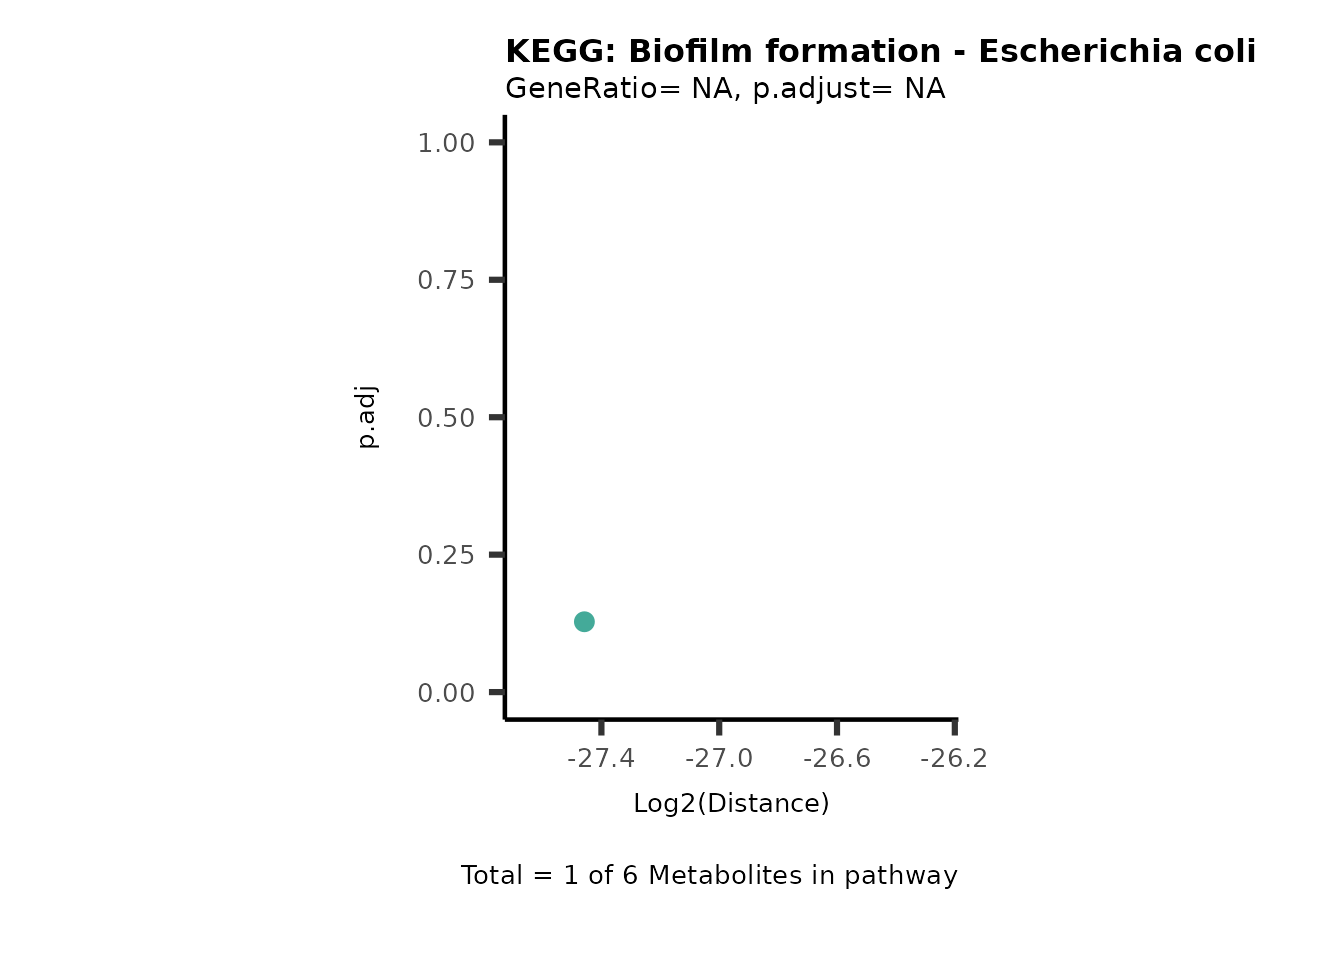 KEGG: Biofilm formation - Escherichia coli
GeneRatio= NA, p.adjust= NA
1.00
0.75
p.adj
0.50
0.25
0.00
-27.4 -27.0 -26.6 -26.2
Log2(Distance)
Total = 1 of 6 Metabolites in pathway